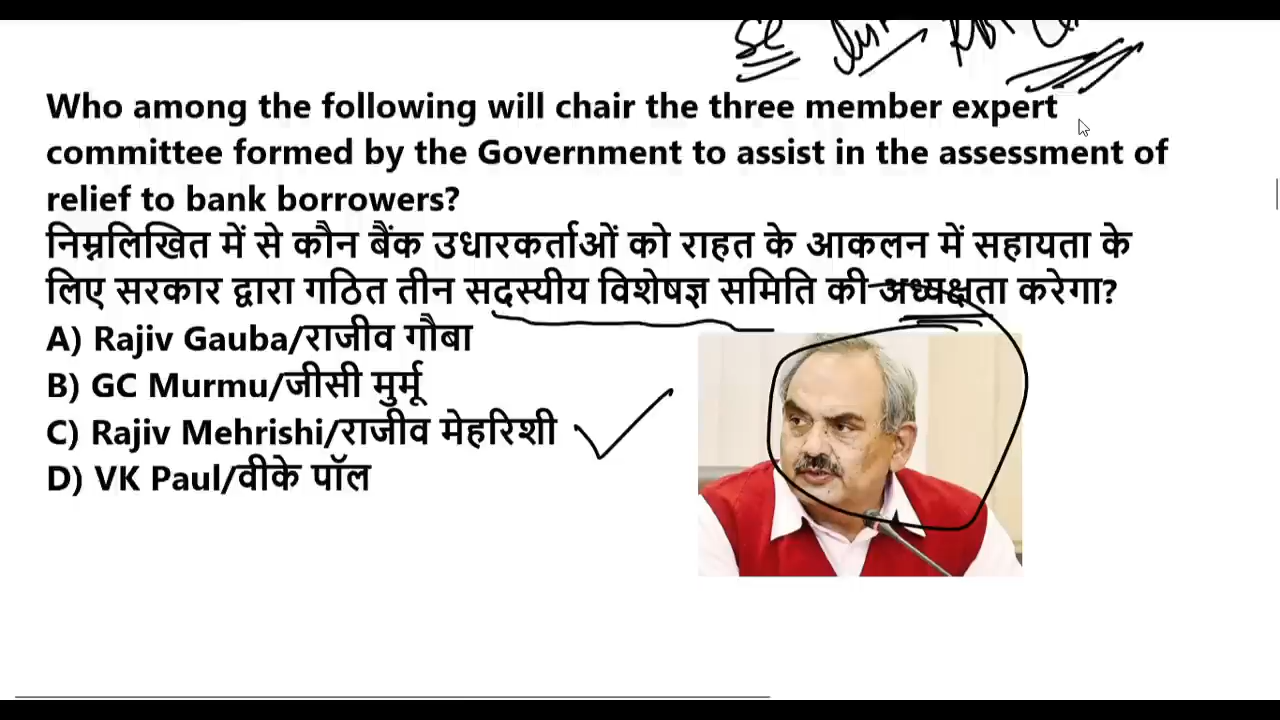 Se
Who among the following will chair the three member expert
committee formed by the Government to assist in the assessment of
relief to bank borrowers?
निम्नलिखित में से कौन बैंक उधारकर्ताओं को राहत के आकलन में सहायता के
लिए सरकार द्वारा गठित तीन सदस्यीय विशेषज्ञ समिति की अध्यक्षता करेगा?
A) Rajiv Gauba/राजीव गौबा
B) GC Murmu/जीसी मुर्मू
C) Rajiv Mehrishi/राजीव मेहरिशी
D) VK Paul/वीके पॉल